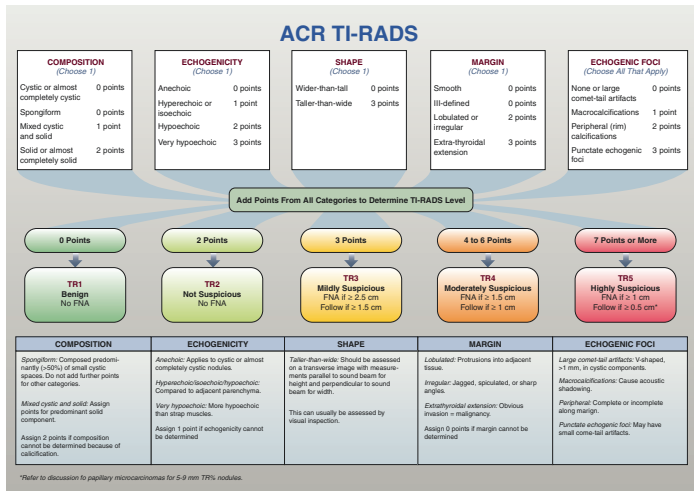 ACR TI-RADS
COMPOSITION
(Choose 1)
Cystic or almost 0 points
completely cystic
Spongiform 0 points
Mixed cystic 1 point
and solid
Solid or almost 2 points
completely solid
ECHOGENICITY
(Choose 1)
Anechoic 0 points
Hyperechoic or 1 point
isoechoic
Hypoechoic 2 points
Very hypoechoic 3 points
SHAPE
(Choose 1)
Wider-than-tall 0 points
Taller-than-wide 3 points
MARGIN
(Choose 1)
Smooth 0 points
Ill-defined 0 points
Lobulated or 2 points
irregular
Extra-thyroidal 3 points
extension
ECHOGENIC FOCI
(Choose All That Apply)
None or large 0 points
comet-tail artifacts
Macrocalcifications 1 point
Peripheral (rim) 2 points
calcifications
Punctate echogenic 3 points
foci
Add Points From All Categories to Determine TI-RADS Level
0 Points
2 Points
3 Points
4 to 6 Points
7 Points or More
TR1
Benign
No FNA
TR2
Not Suspicious
No FNA
TR3
Mildly Suspicious
FNA if ≥ 2.5 cm
Follow if ≥ 1.5 cm
TR4
Moderately Suspicious
FNA if ≥ 1.5 cm
Follow if ≥ 1 cm
TR5
Highly Suspicious
FNA if ≥ 1 cm
Follow if ≥ 0.5 cm*
COMPOSITION
Spongiform: Composed predomi-
nantly (>50%) of small cystic
spaces. Do not add further points
for other categories.
Mixed cystic and solid: Assign
points for predominant solid
component.
Assign 2 points if composition
cannot be determined because of
calcification.
ECHOGENICITY
Anechoic: Applies to cystic or almost
completely cystic nodules.
Hyperechoic/isoechoic/hypoechoic:
Compared to adjacent parenchyma.
Very hypoechoic: More hypoechoic
than strap muscles.
Assign 1 point if echogenicity cannot
be determined
SHAPE
Taller-than-wide: Should be assessed
on a transverse image with measure-
ments parallel to sound beam for
height and perpendicular to sound
beam for width.
This can usually be assessed by
visual inspection.
MARGIN
Lobulated: Protrusions into adjacent
tissue.
Irregular: Jagged, spiculated, or sharp
angles.
Extrathyroidal extension: Obvious
invasion = malignancy.
Assign 0 points if margin cannot be
determined
ECHOGENIC FOCI
Large comet-tail artifacts: V-shaped,
>1 mm, in cystic components.
Macrocalcifications: Cause acoustic
shadowing.
Peripheral: Complete or incomplete
along marign.
Punctate echogenic foci: May have
small come-tail artifacts.
*Refer to discussion fo papillary microcarcinomas for 5-9 mm TR% nodules.